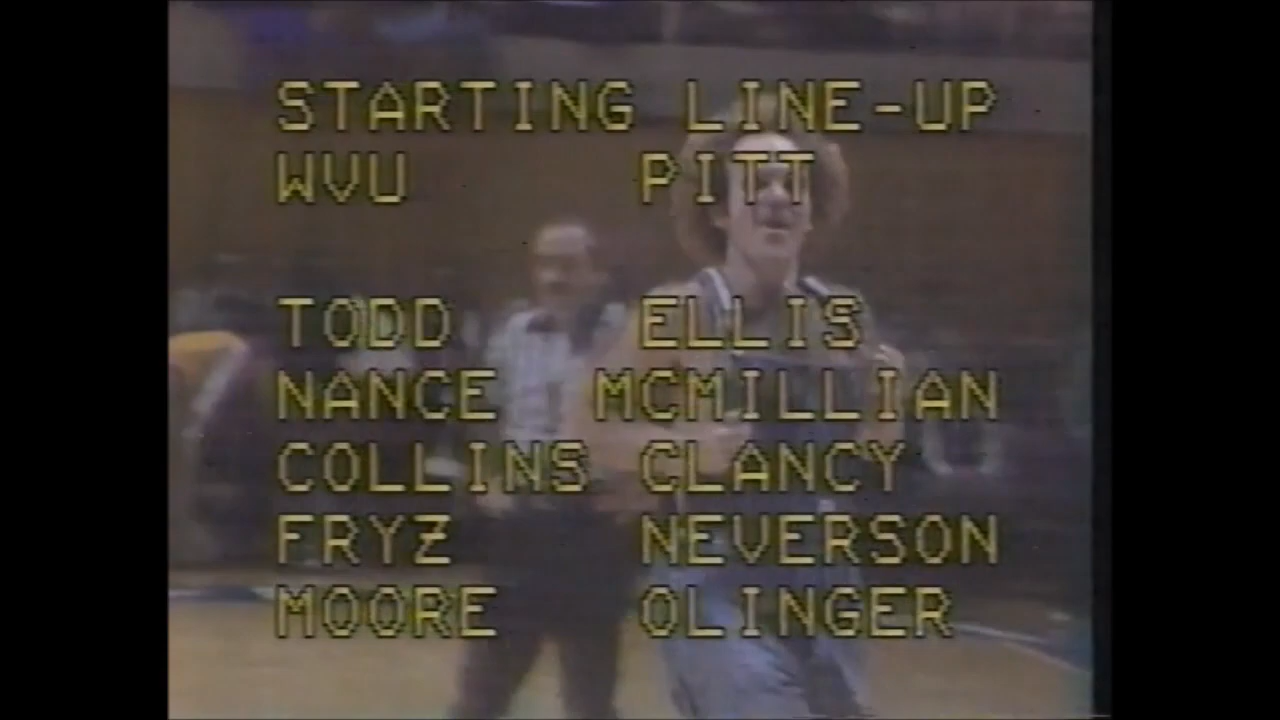 STARTING LINE-UP
WVU PITT
TODD ELLIS
NANCE MCMILLIAN
COLLINS CLANCY
FRYZ NEVERSON
MOORE OLINGER